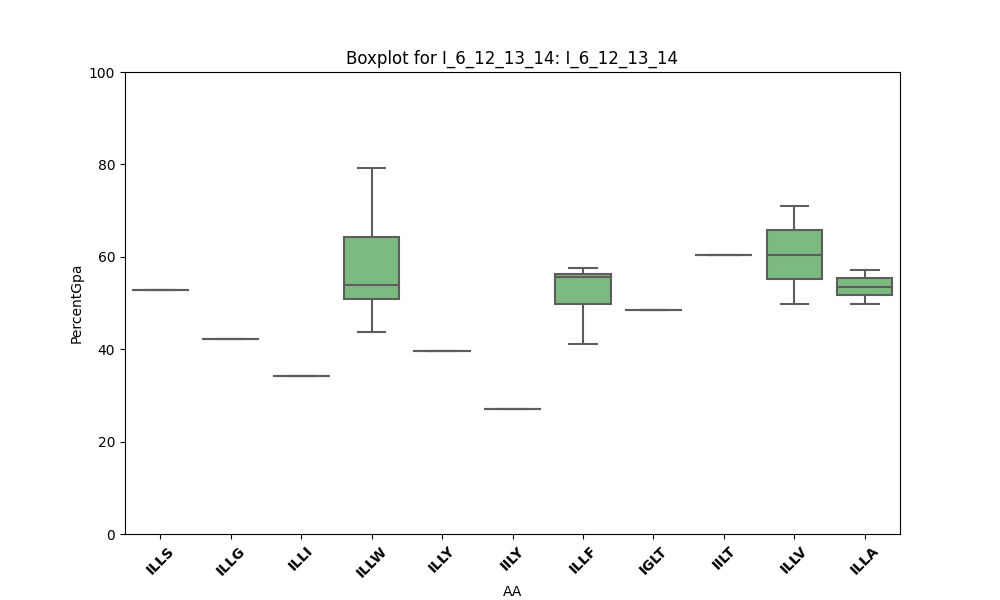 Boxplot for I_6_12_13_14: I_6_12_13_14
100
80
60
40
20
0
PercentGpa
ILLS ILLG ILLI ILLW ILLY IILY ILLF IGLT IILT ILLV ILLA
AA